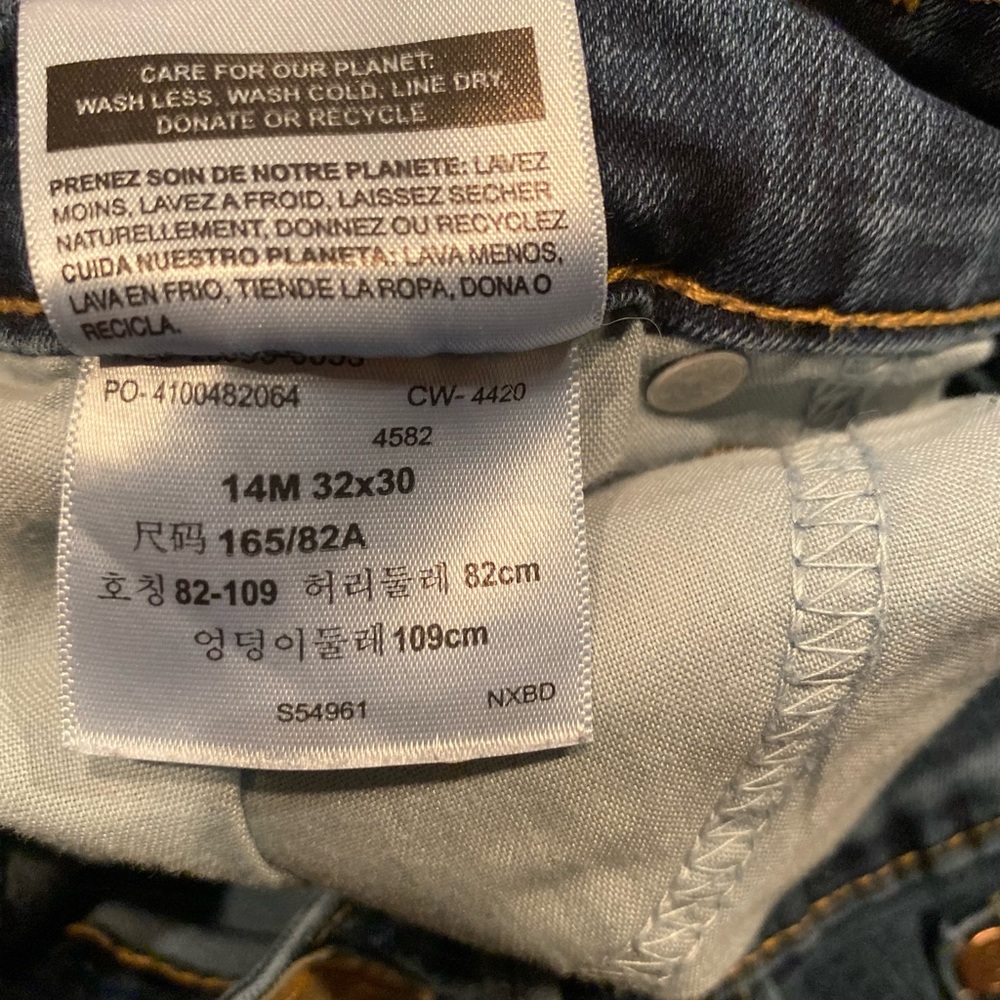 CARE FOR OUR PLANET:
WASH LESS, WASH COLD, LINE DRY,
DONATE OR RECYCLE
PRENEZ SOIN DE NOTRE PLANETE: LAVEZ
MOINS, LAVEZ A FROID, LAISSEZ SECHER
NATURELLEMENT, DONNEZ OU RECYCLEZ
CUIDA NUESTRO PLANETA: LAVA MENOS,
LAVA EN FRIO, TIENDE LA ROPA, DONA O
RECICLA.
PO- 4100482064 CW- 4420
4582
14M 32x30
尺码 165/82A
호칭 82-109 허리둘레 82cm
엉덩이둘레 109cm
S54961 NXBD